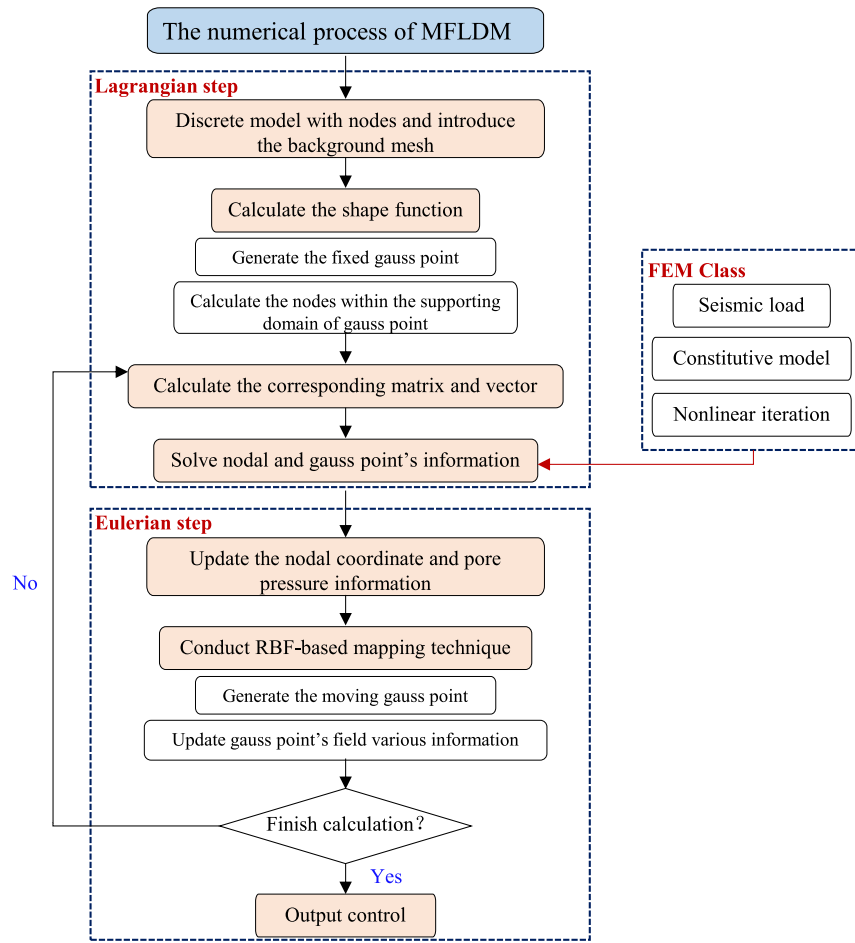 The numerical process of MFLDM
Lagrangian step
Discrete model with nodes and introduce
the background mesh
Calculate the shape function
Generate the fixed gauss point
Calculate the nodes within the supporting
domain of gauss point
Calculate the corresponding matrix and vector
Solve nodal and gauss point's information
FEM Class
Seismic load
Constitutive model
Nonlinear iteration
Eulerian step
Update the nodal coordinate and pore
pressure information
Conduct RBF-based mapping technique
Generate the moving gauss point
Update gauss point's field various information
Finish calculation?
No
Yes
Output control